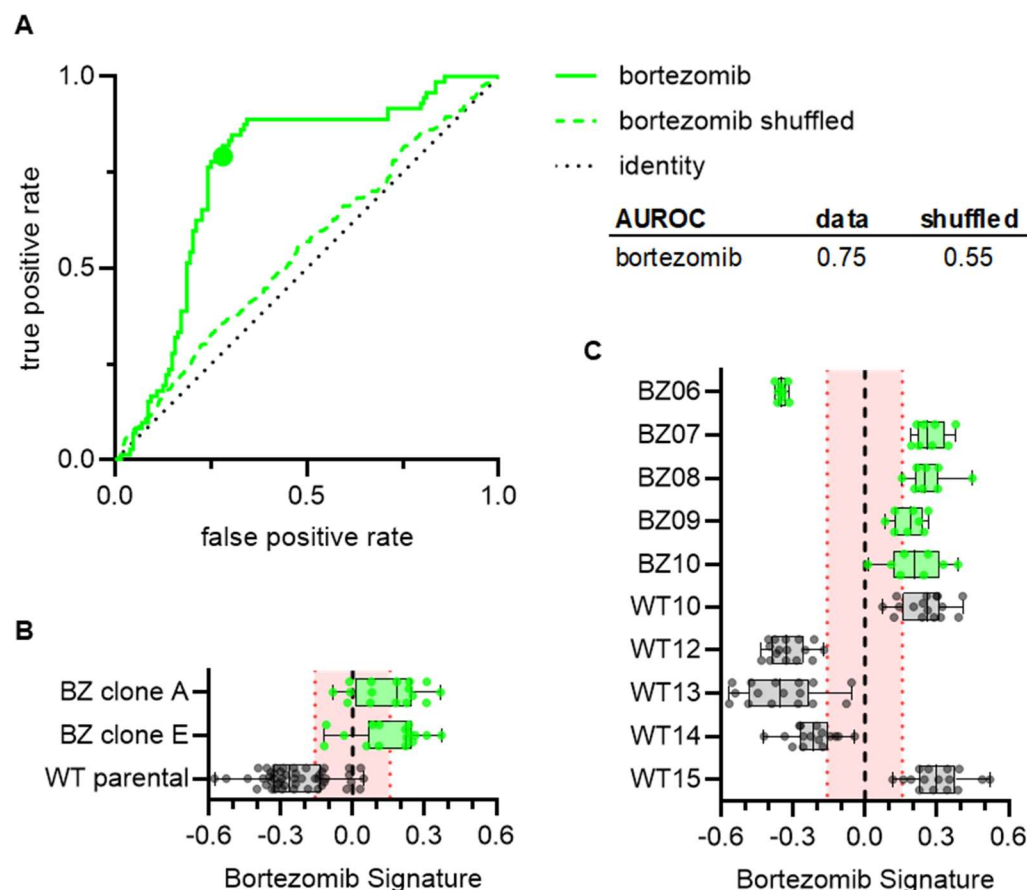 A
1.0
0.5
0.0
0.0 0.5 1.0
true positive rate
false positive rate
bortezomib
bortezomib shuffled
identity
AUROC data shuffled
bortezomib 0.75 0.55
B
BZ clone A
BZ clone E
WT parental
-0.6 -0.3 0.0 0.3 0.6
Bortezomib Signature
C
BZ06
BZ07
BZ08
BZ09
BZ10
WT10
WT12
WT13
WT14
WT15
-0.6 -0.3 0.0 0.3 0.6
Bortezomib Signature